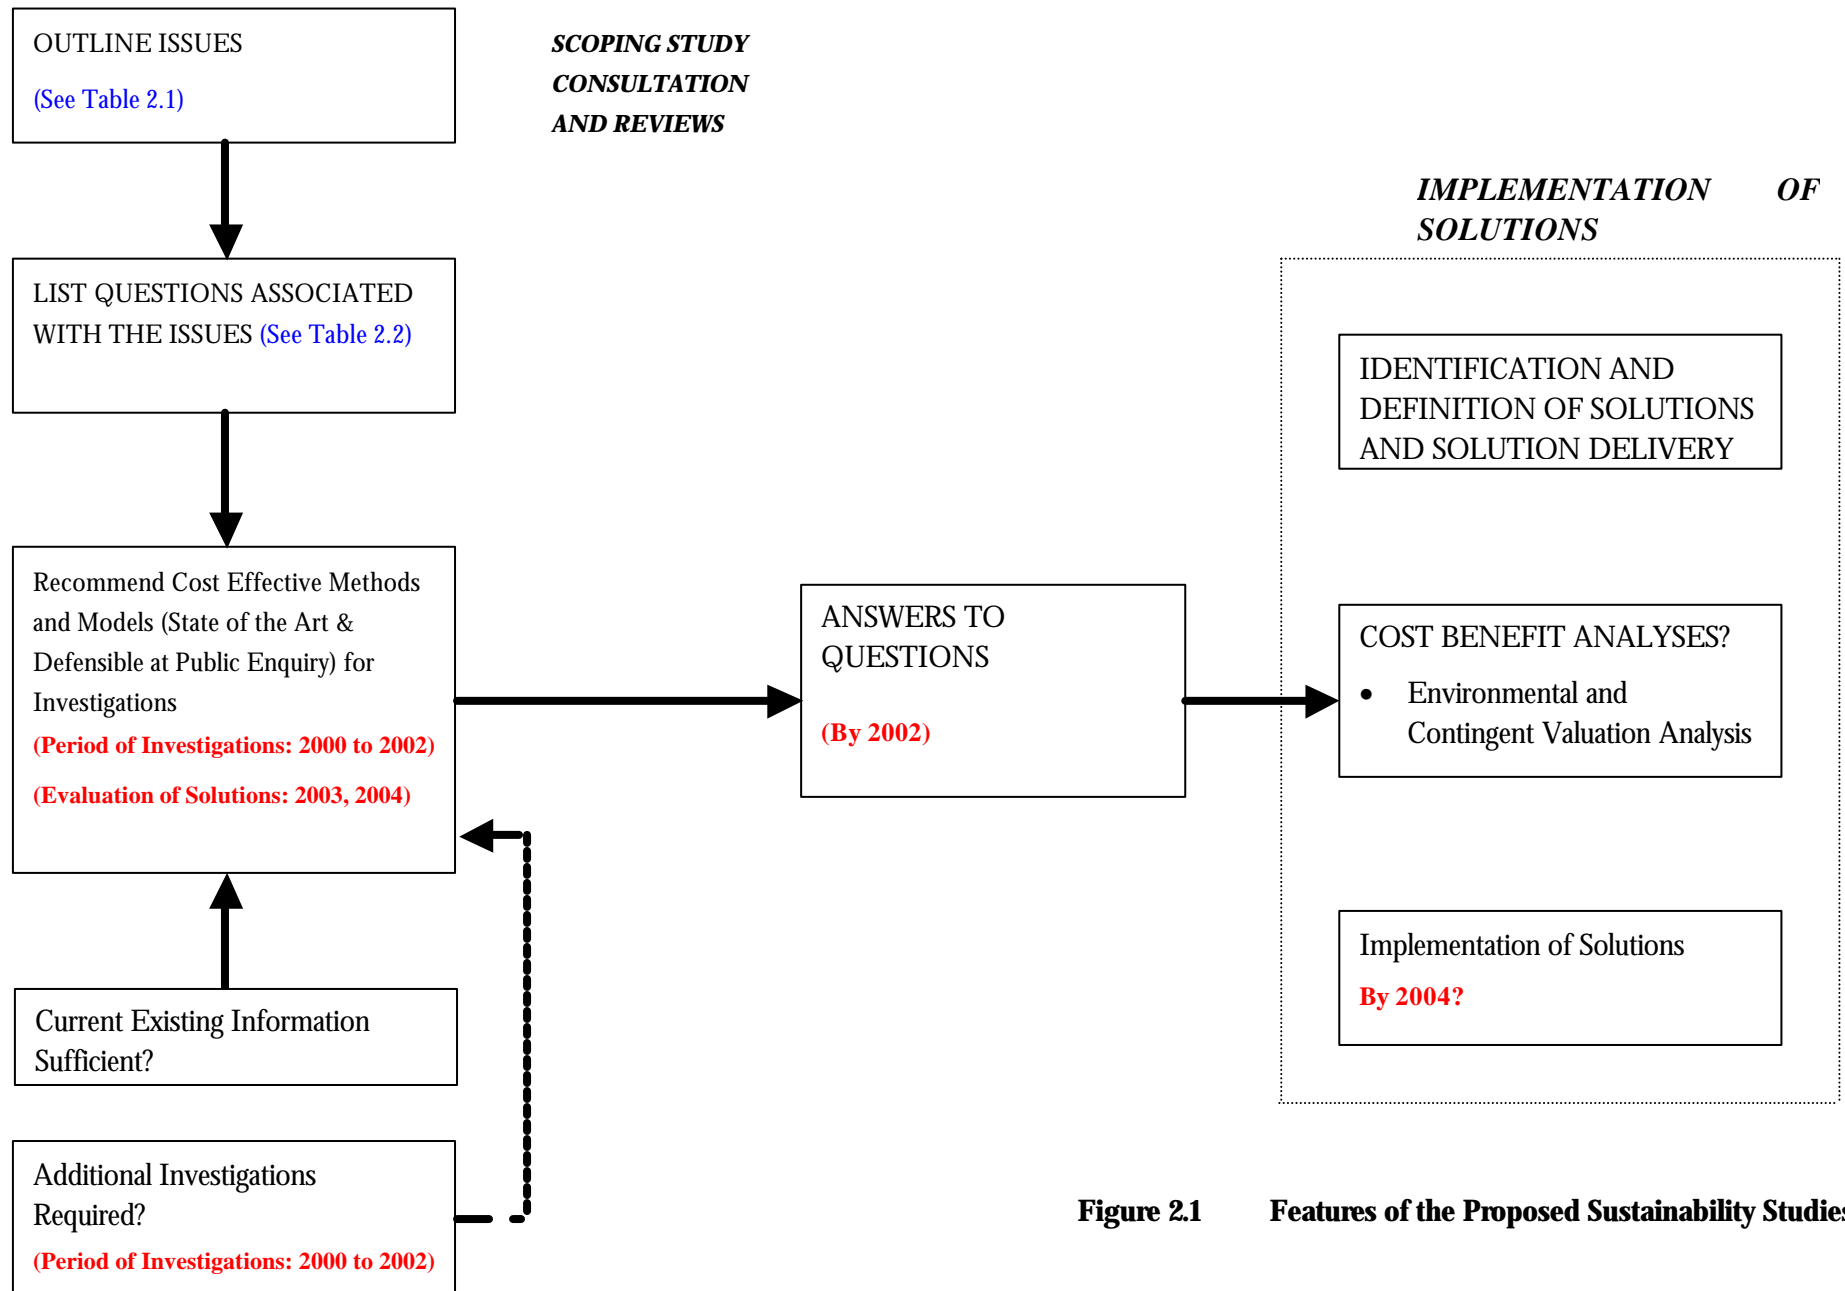 OUTLINE ISSUES
(See Table 2.1)
SCOPING STUDY
CONSULTATION
AND REVIEWS
LIST QUESTIONS ASSOCIATED
WITH THE ISSUES (See Table 2.2)
Recommend Cost Effective Methods
and Models (State of the Art &
Defensible at Public Enquiry) for
Investigations
(Period of Investigations: 2000 to 2002)
(Evaluation of Solutions: 2003, 2004)
Current Existing Information
Sufficient?
Additional Investigations
Required?
(Period of Investigations: 2000 to 2002)
ANSWERS TO
QUESTIONS
(By 2002)
IMPLEMENTATION OF
SOLUTIONS
IDENTIFICATION AND
DEFINITION OF SOLUTIONS
AND SOLUTION DELIVERY
COST BENEFIT ANALYSES?
• Environmental and
Contingent Valuation Analysis
Implementation of Solutions
By 2004?
Figure 2.1 Features of the Proposed Sustainability Studies